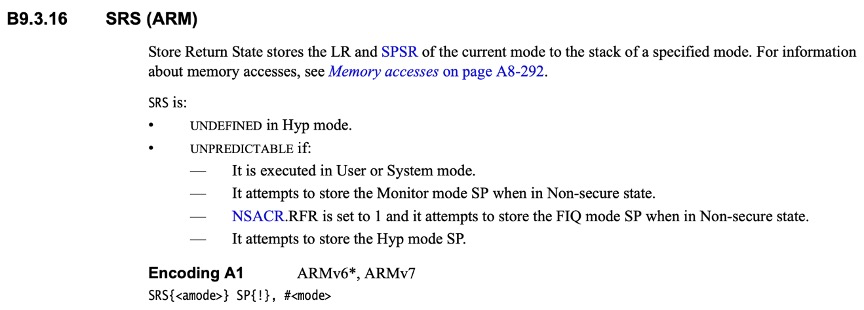 B9.3.16 SRS (ARM)
Store Return State stores the LR and SPSR of the current mode to the stack of a specified mode. For information
about memory accesses, see Memory accesses on page A8-292.
SRS is:
• UNDEFINED in Hyp mode.
• UNPREDICTABLE if:
— It is executed in User or System mode.
— It attempts to store the Monitor mode SP when in Non-secure state.
— NSACR.RFR is set to 1 and it attempts to store the FIQ mode SP when in Non-secure state.
— It attempts to store the Hyp mode SP.
Encoding A1 ARMv6*, ARMv7
SRS{<amode>} SP{!}, #<mode>